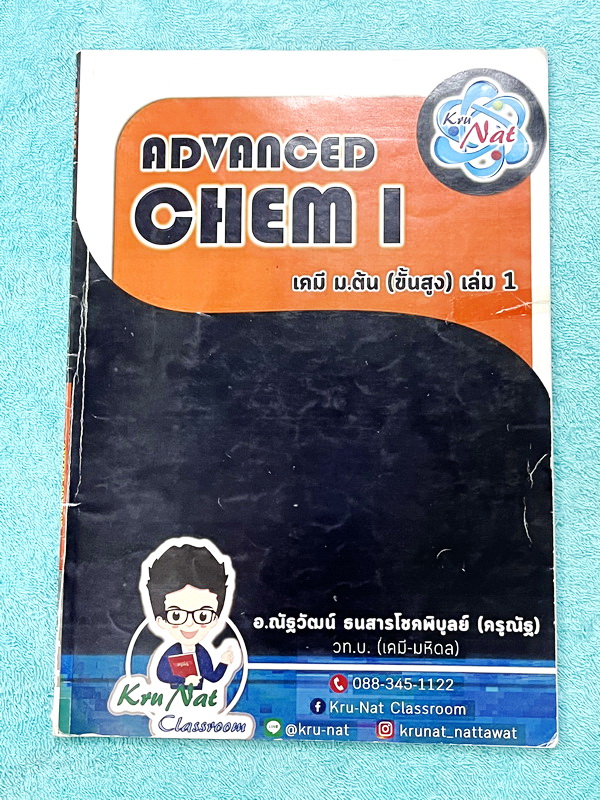 Kru
Nat
ADVANCED
CHEM I
เคมี ม.ต้น (ขั้นสูง) เล่ม 1
อ.ณัฐวัฒน์ ธนสารโชคพิบูลย์ (ครูณัฐ)
วท.บ. (เคมี-มหิดล)
088-345-1122
Kru-Nat Classroom
@kru-nat krunat_nattawat
Kru Nat
Classroom